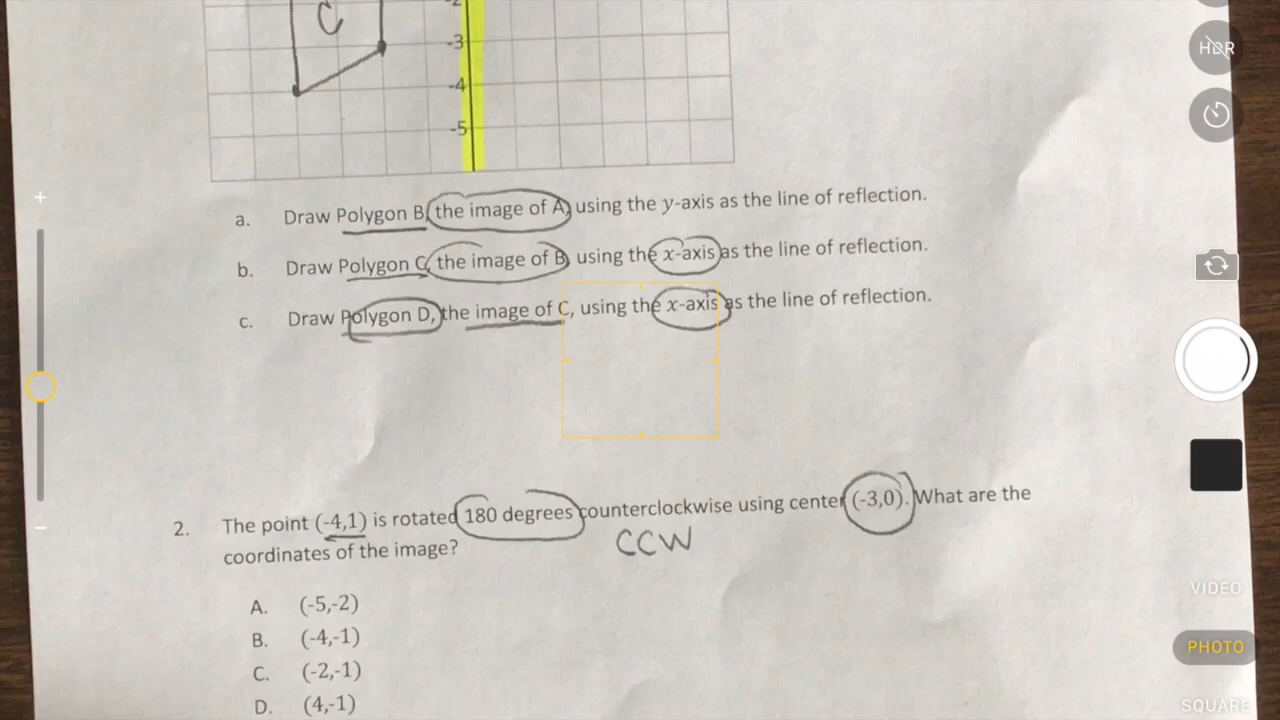 C
-2
-3
-4
-5
a. Draw Polygon B, the image of A, using the y-axis as the line of reflection.
b. Draw Polygon C, the image of B, using the x-axis as the line of reflection.
c. Draw Polygon D, the image of C, using the x-axis as the line of reflection.
2. The point (-4,1) is rotated 180 degrees counterclockwise using center (-3,0). What are the
coordinates of the image?
CCW
A. (-5,-2)
B. (-4,-1)
C. (-2,-1)
D. (4,-1)
HDR
VIDEO
PHOTO
SQUARE